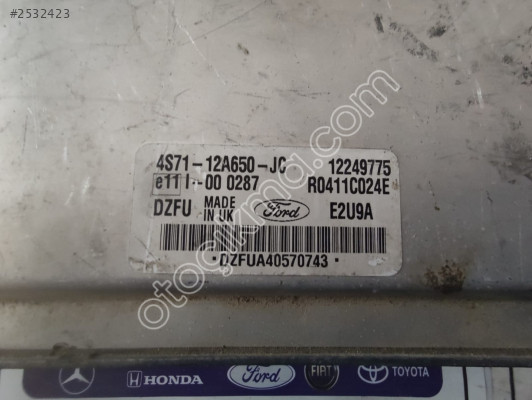 #2532423
4S71-12A650-JC 12249775
e11 I-00 0287 R0411C024E
DZFU MADE IN UK Ford E2U9A
•DZFUA40570743•
otocikma.com
HONDA Ford FIAT TOYOTA